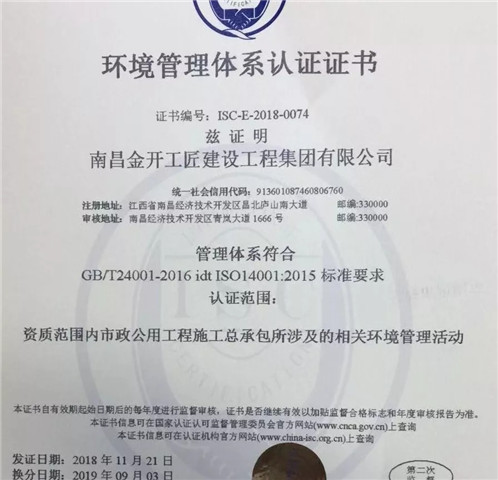 环境管理体系认证证书
证书编号：ISC-E-2018-0074
兹证明
南昌金开工匠建设工程集团有限公司
统一社会信用代码：913601087460806760
注册地址：江西省南昌经济技术开发区昌北庐山南大道 邮编:330000
审核地址：南昌经济技术开发区青岚大道 1666 号 邮编:330000
管理体系符合
GB/T24001-2016 idt ISO14001:2015 标准要求
认证范围：
资质范围内市政公用工程施工总承包所涉及的相关环境管理活动
本证书自有效期起始日期后的每年度进行监督审核，证书是否继续有效以加贴监督合格标志和年度审核报告为准。
本证书信息可在国家认证认可监督管理委员会官方网站(www.cnca.gov.cn)上查询
本证书信息可在认证机构官方网站(www.china-isc.org.cn)上查询
发证日期：2018 年 11 月 21 日
换分日期：2019 年 09 月 03 日
第二次